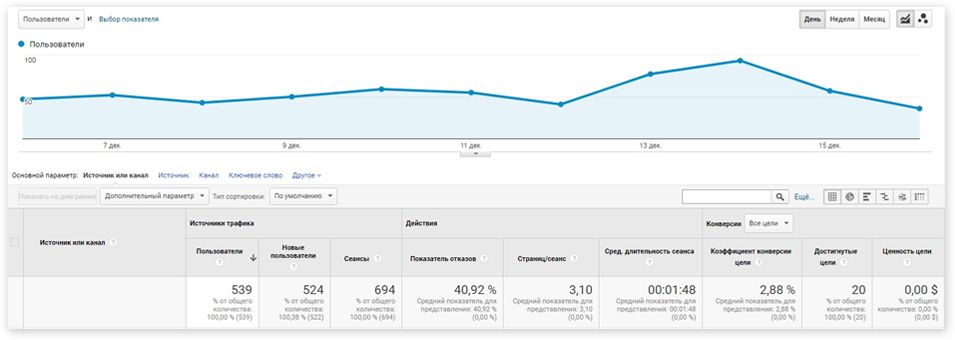 Пользователи и Выбор показателя День Неделя Месяц
Пользователи
100
50
7 дек. 9 дек. 11 дек. 13 дек. 15 дек.
Основной параметр: Источник или канал Источник Канал Ключевое слово Другое
Показать на диаграмме Дополнительный параметр Тип сортировки: По умолчанию Ещё...
Источник или канал ?
Источники трафика
Действия
Конверсии Все цели
Пользователи ?
Новые
пользователи ?
Сеансы ?
Показатель отказов ?
Страниц/сеанс ?
Сред. длительность сеанса ?
Коэффициент конверсии
цели ?
Достигнутые
цели ?
Ценность цели ?
539
% от общего
количества:
100,00 % (539)
524
% от общего
количества:
100,38 % (522)
694
% от общего
количества:
100,00 % (694)
40,92 %
Средний показатель для
представления: 40,92 %
(0,00 %)
3,10
Средний показатель для
представления: 3,10
(0,00 %)
00:01:48
Средний показатель для
представления: 00:01:48
(0,00 %)
2,88 %
Средний показатель для
представления: 2,88 %
(0,00 %)
20
% от общего
количества:
100,00 % (20)
0,00 $
% от общего
количества: 0,00 %
(0,00 $)